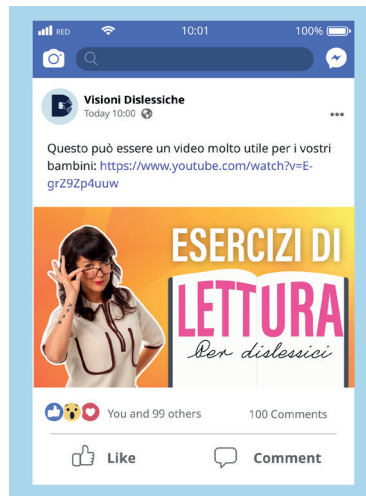 RED 10:01 100%
Visioni Dislessiche
Today 10:00
Questo può essere un video molto utile per i vostri
bambini: https://www.youtube.com/watch?v=E-
grZ9Zp4uuw
ESERCIZI DI
LETTURA
Per dislessici
You and 99 others 100 Comments
Like Comment